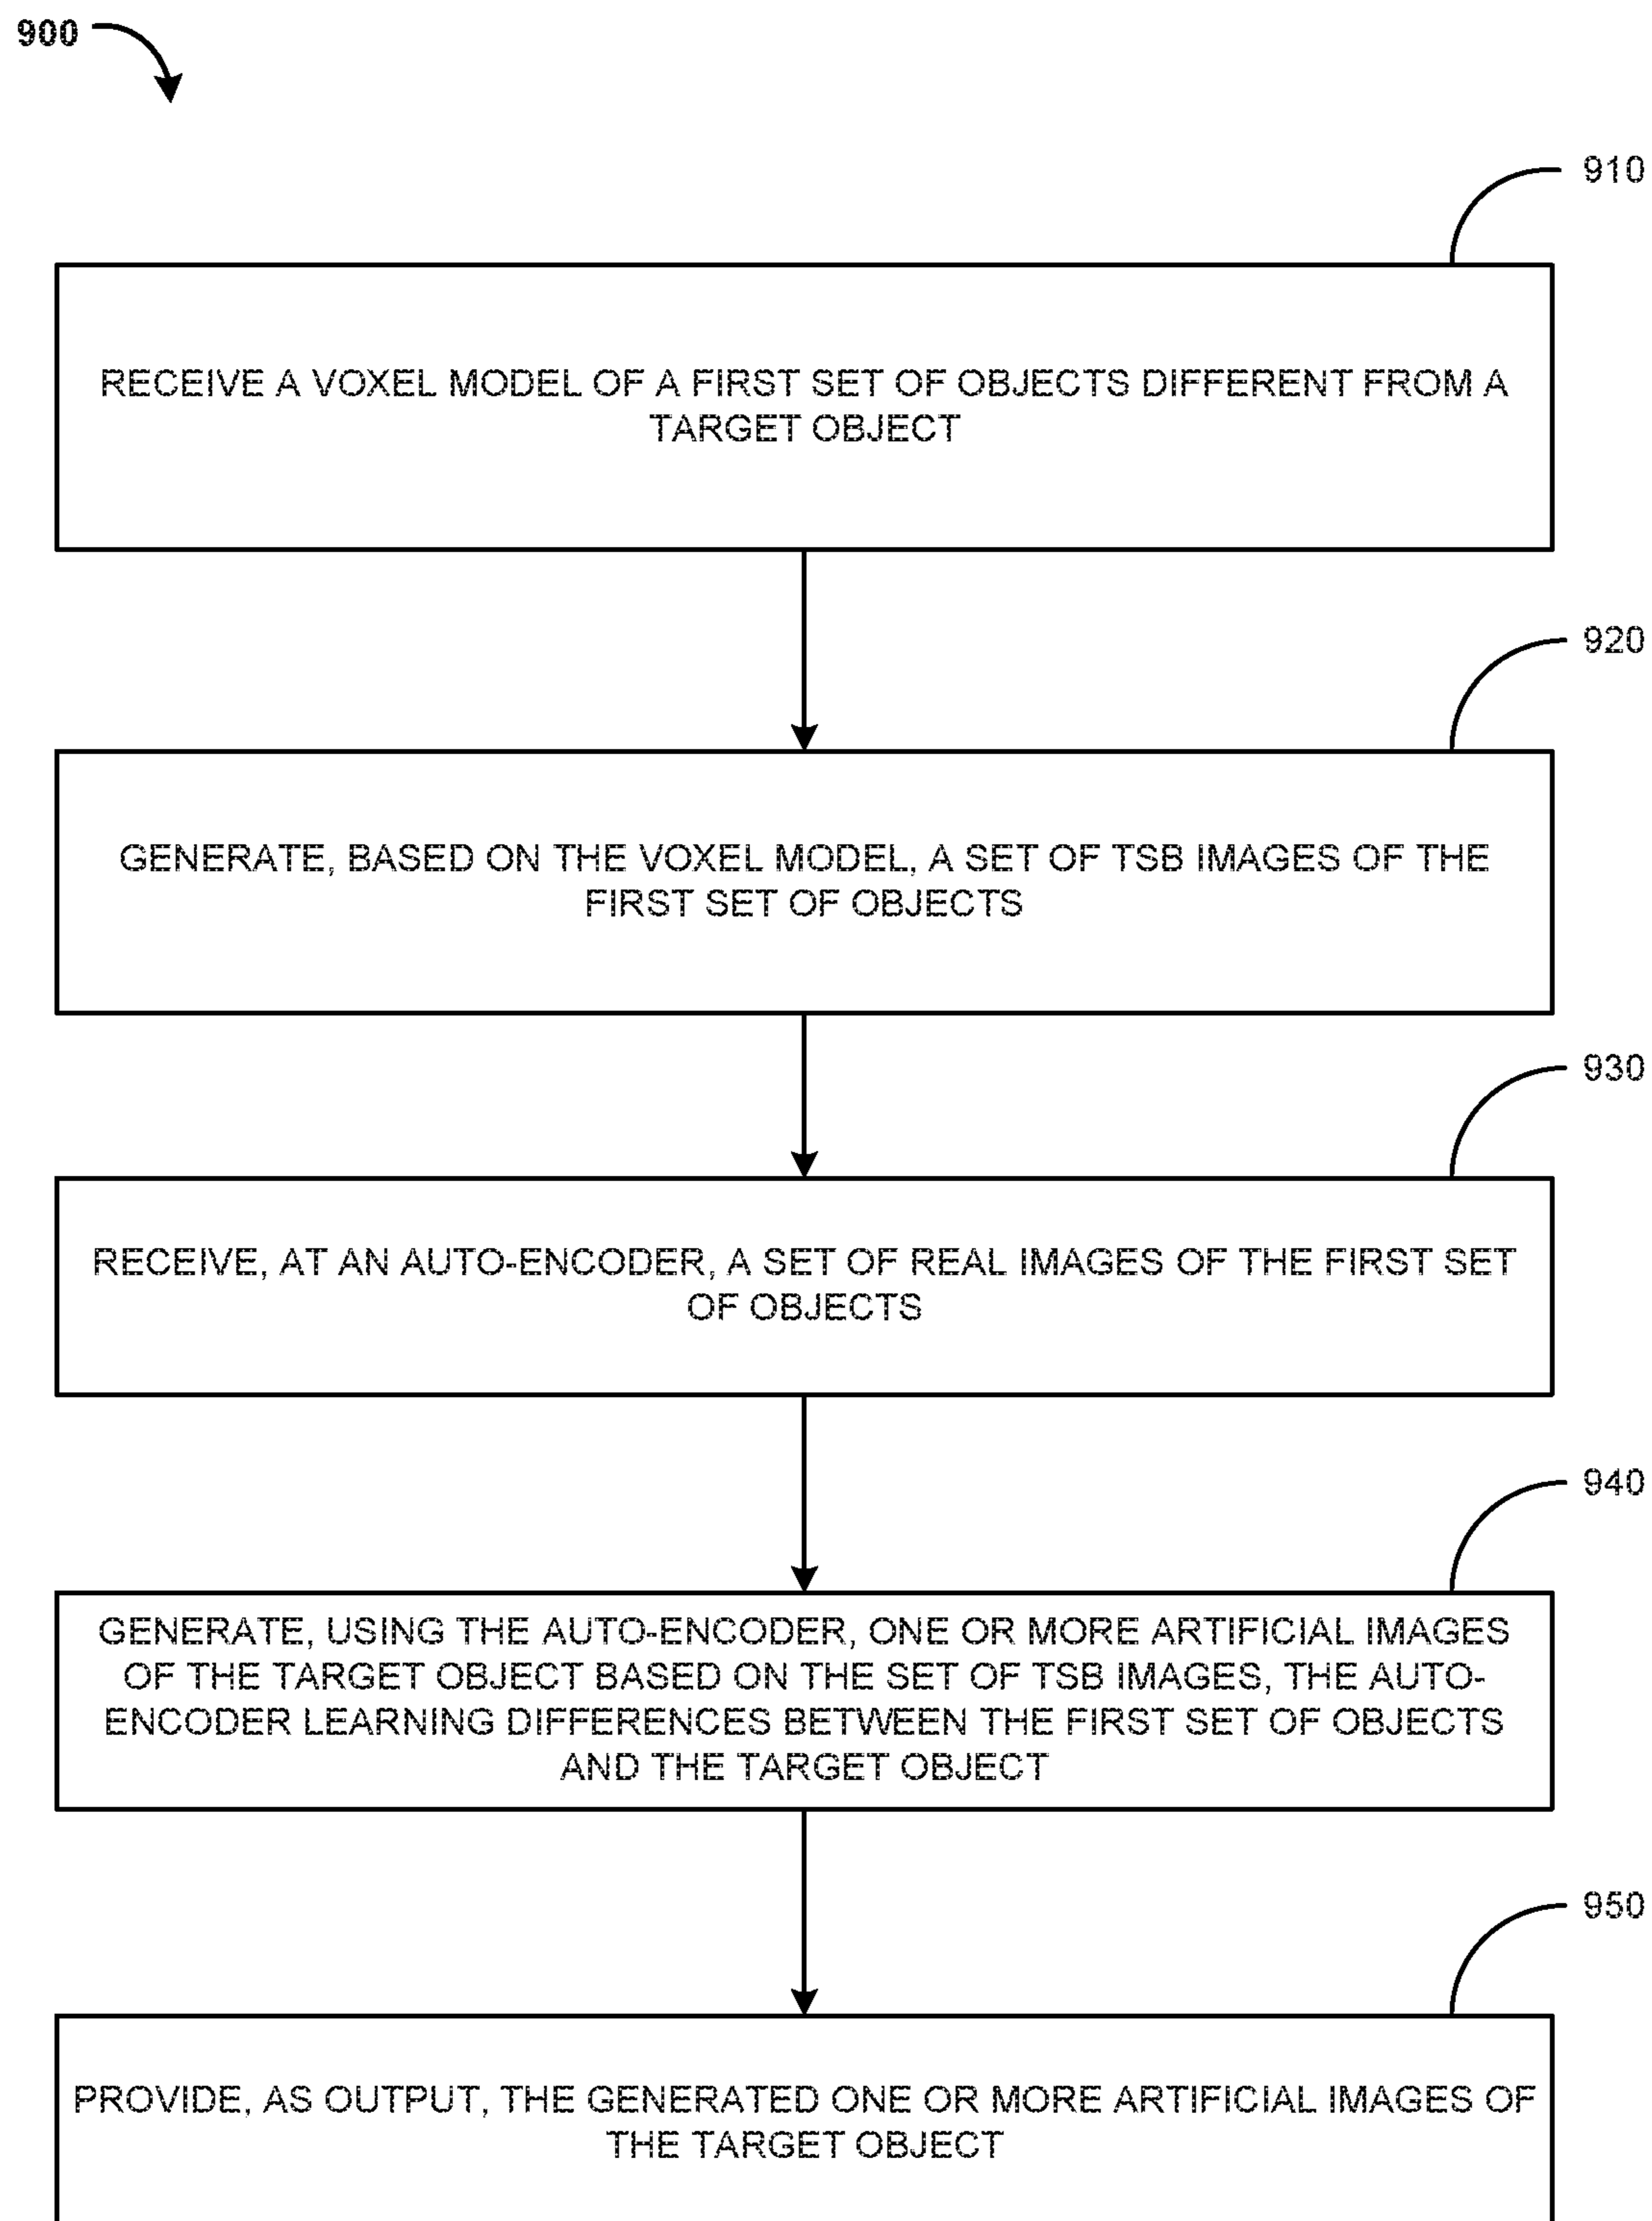 900
910
RECEIVE A VOXEL MODEL OF A FIRST SET OF OBJECTS DIFFERENT FROM A
TARGET OBJECT
920
GENERATE, BASED ON THE VOXEL MODEL, A SET OF TSB IMAGES OF THE
FIRST SET OF OBJECTS
930
RECEIVE, AT AN AUTO-ENCODER, A SET OF REAL IMAGES OF THE FIRST SET
OF OBJECTS
940
GENERATE, USING THE AUTO-ENCODER, ONE OR MORE ARTIFICIAL IMAGES
OF THE TARGET OBJECT BASED ON THE SET OF TSB IMAGES, THE AUTO-
ENCODER LEARNING DIFFERENCES BETWEEN THE FIRST SET OF OBJECTS
AND THE TARGET OBJECT
950
PROVIDE, AS OUTPUT, THE GENERATED ONE OR MORE ARTIFICIAL IMAGES OF
THE TARGET OBJECT